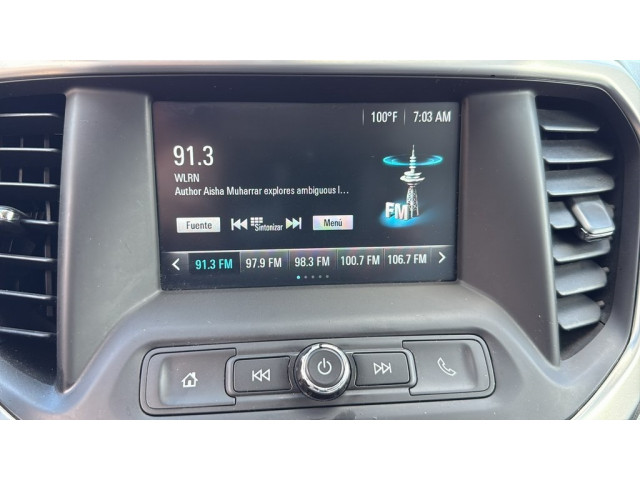 100°F 7:03 AM
91.3
WLRN
Author Aisha Muharrar explores ambiguous l...
FM
Fuente Sintonizar Menú
91.3 FM 97.9 FM 98.3 FM 100.7 FM 106.7 FM